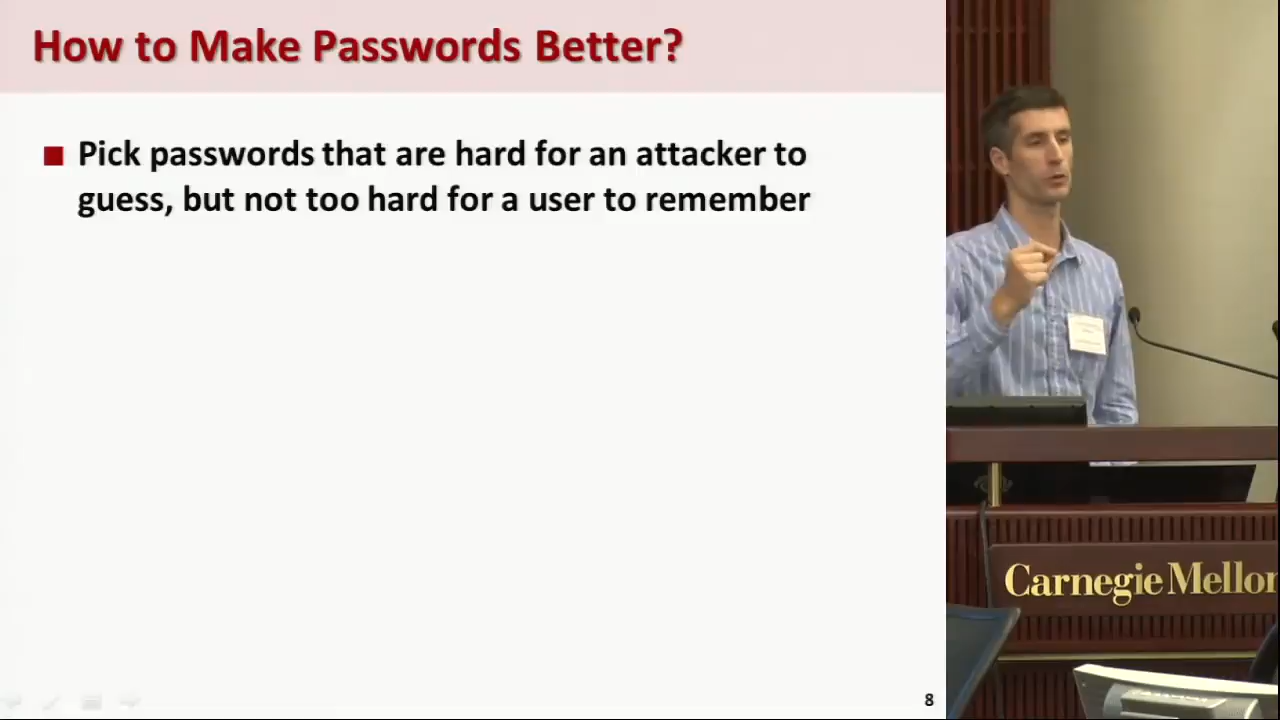 How to Make Passwords Better?
Pick passwords that are hard for an attacker to
guess, but not too hard for a user to remember
8
Carnegie Mellon